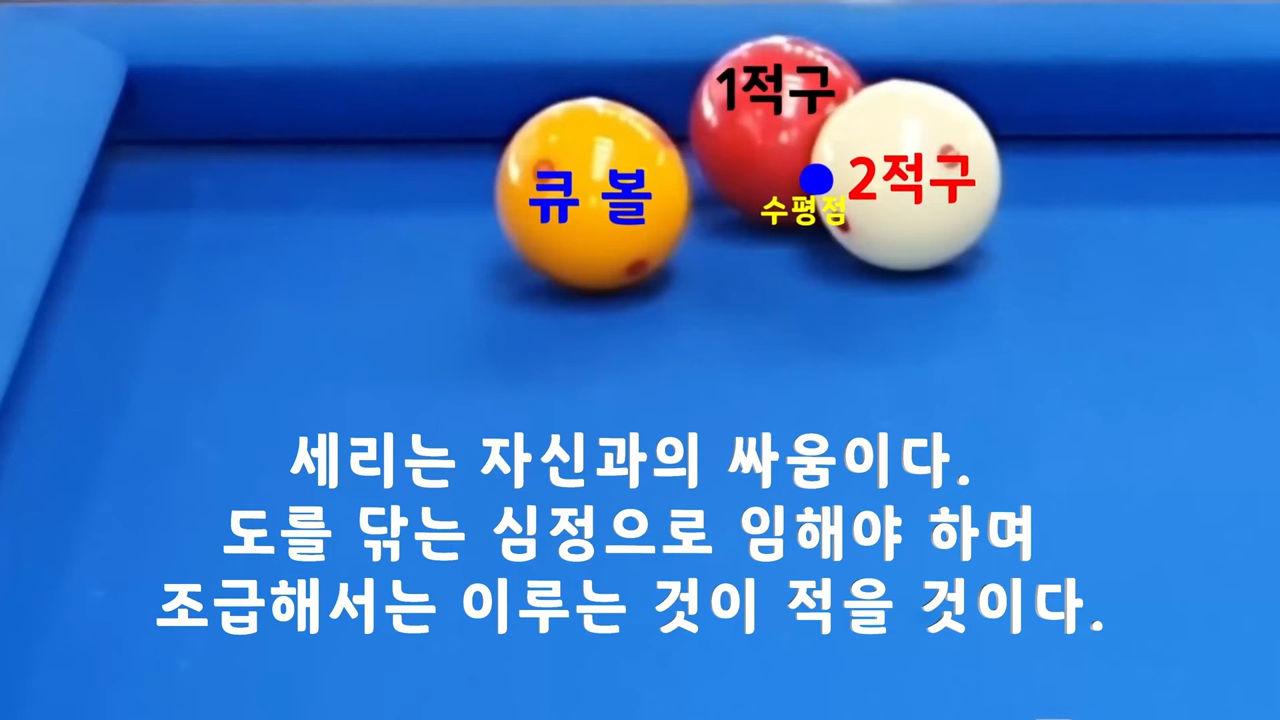 1적구
큐 볼
2적구
수평점
세리는 자신과의 싸움이다.
도를 닦는 심정으로 임해야 하며
조급해서는 이루는 것이 적을 것이다.